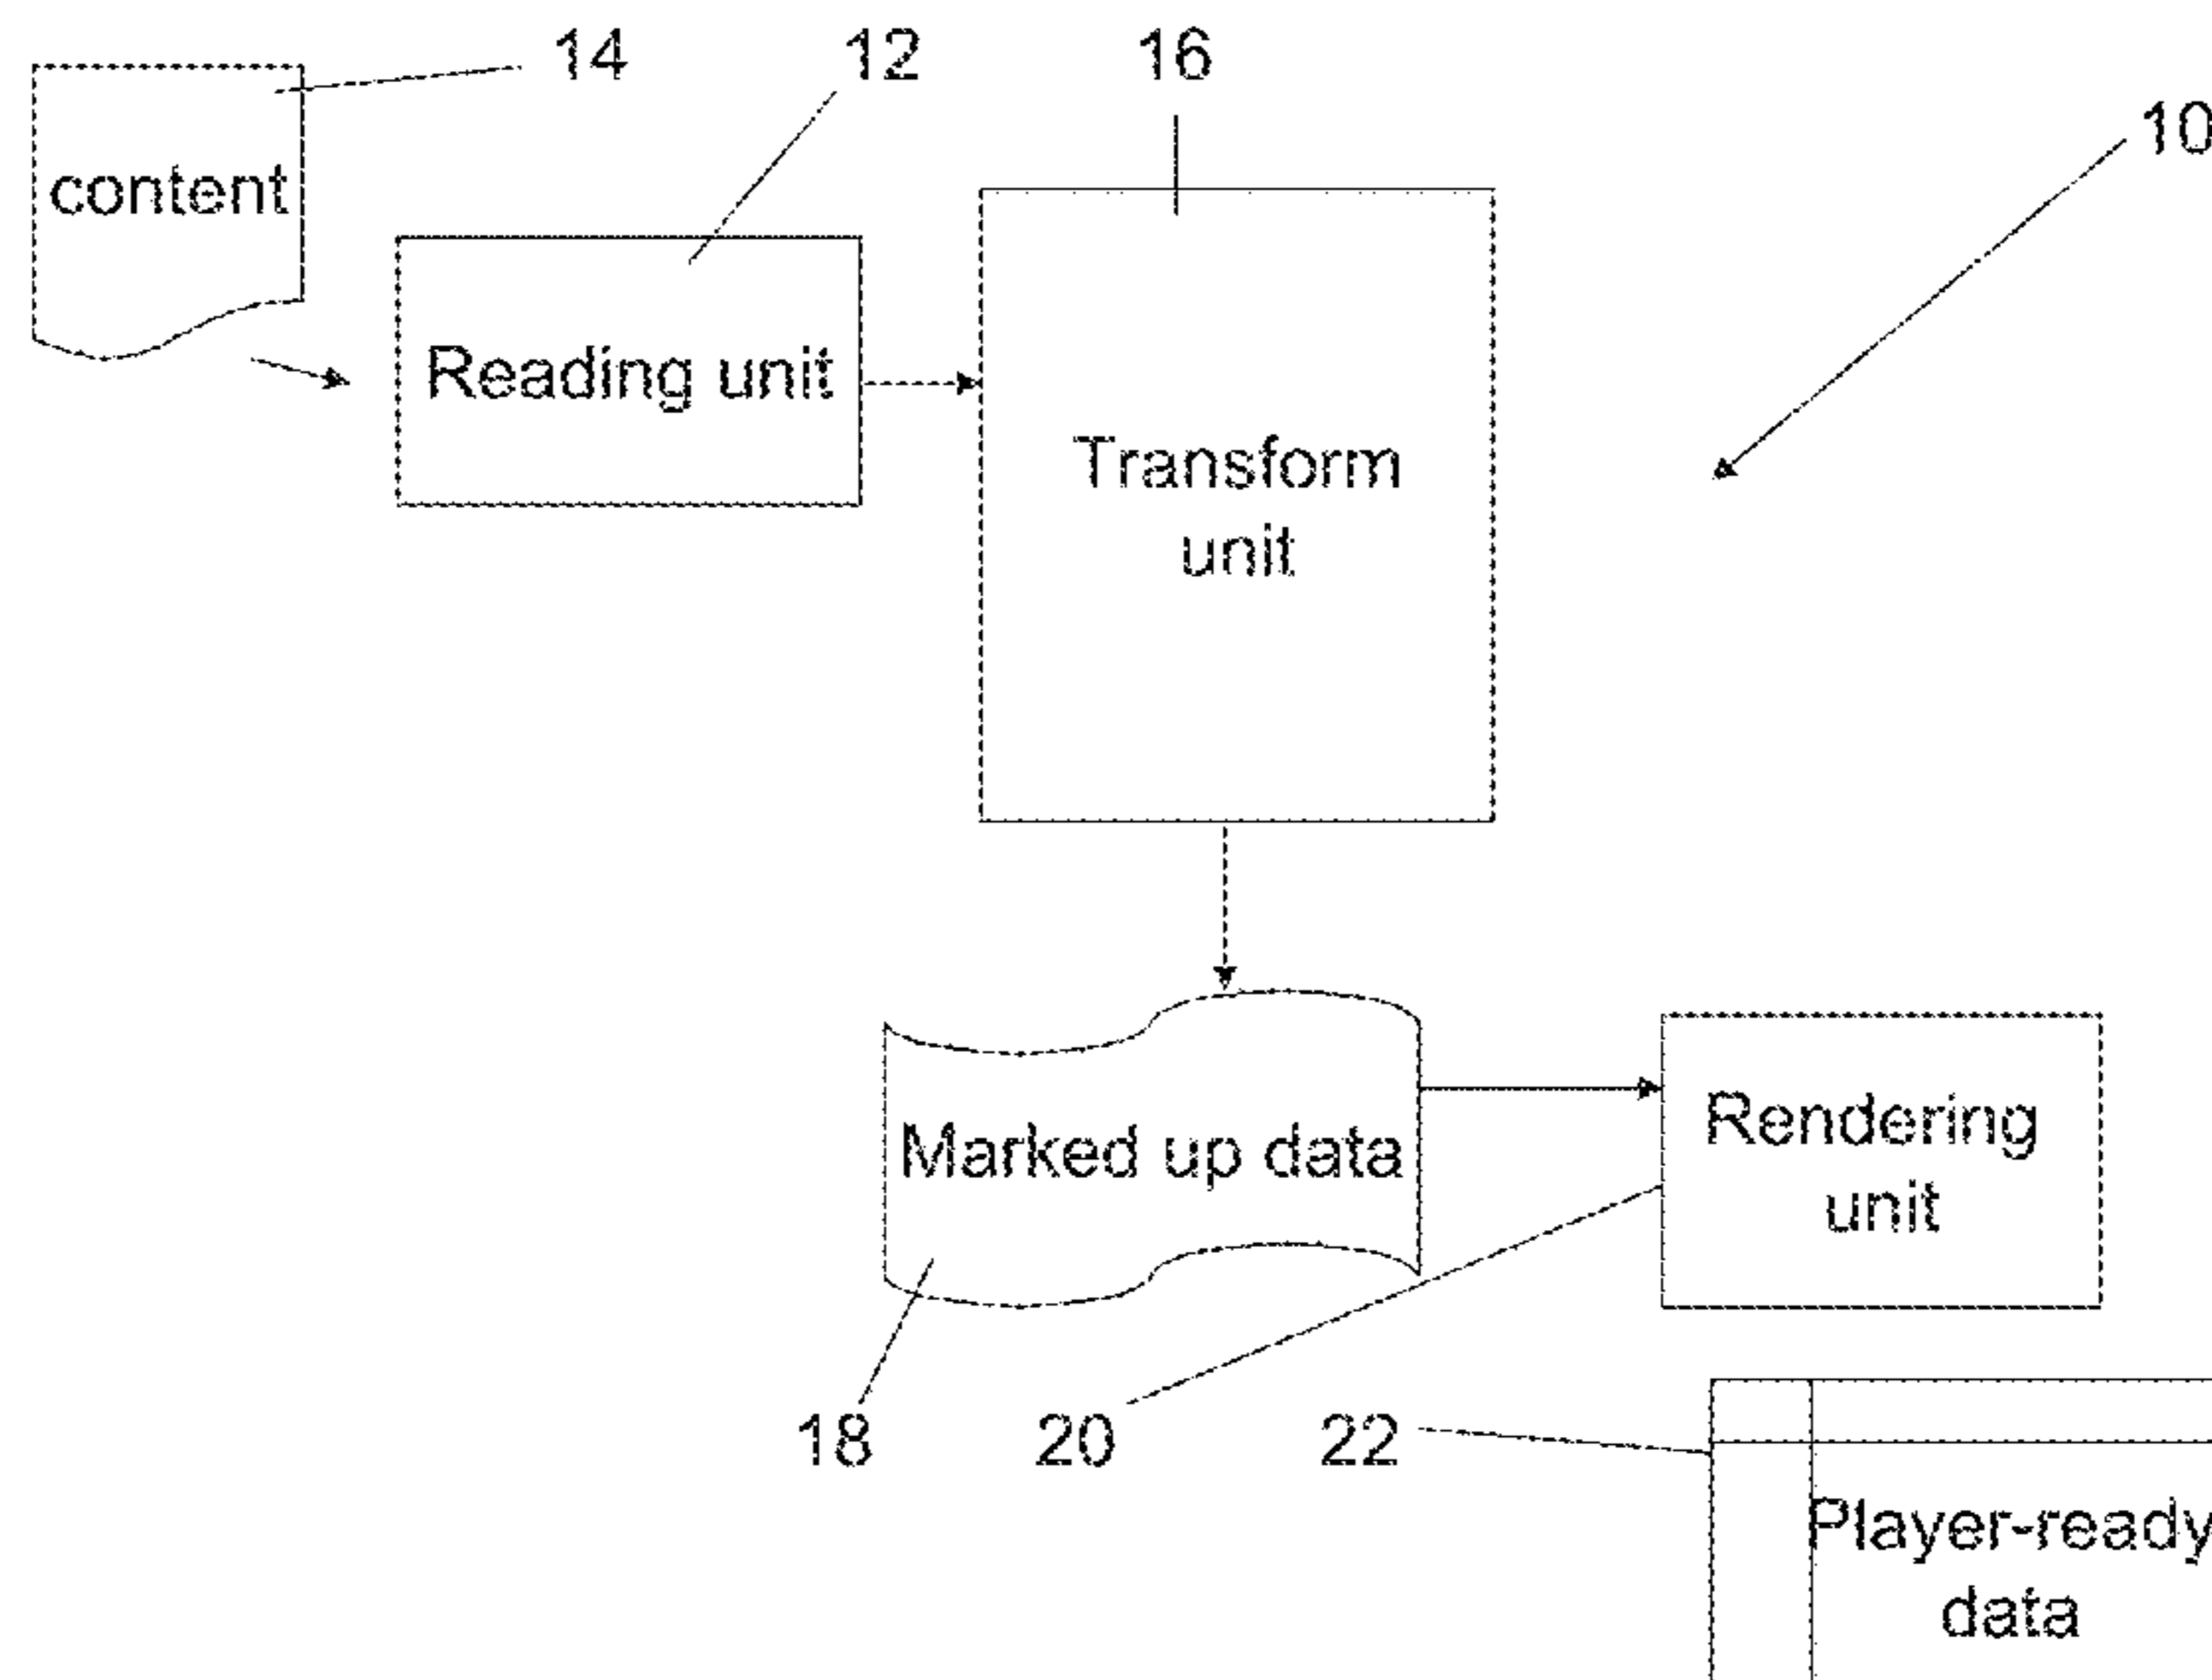 14
12
16
10
content
Reading unit
Transform
unit
Marked up data
Rendering
unit
18
20
22
Player-ready
data